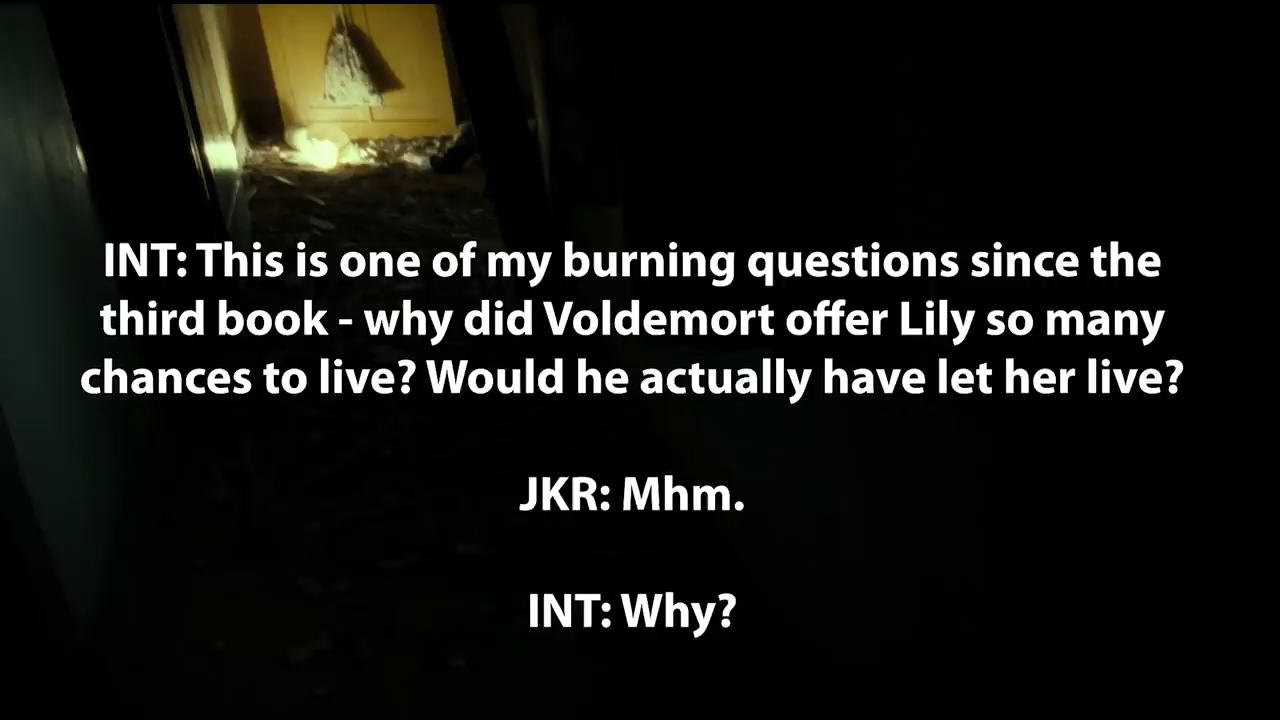 INT: This is one of my burning questions since the
third book - why did Voldemort offer Lily so many
chances to live? Would he actually have let her live?
JKR: Mhm.
INT: Why?